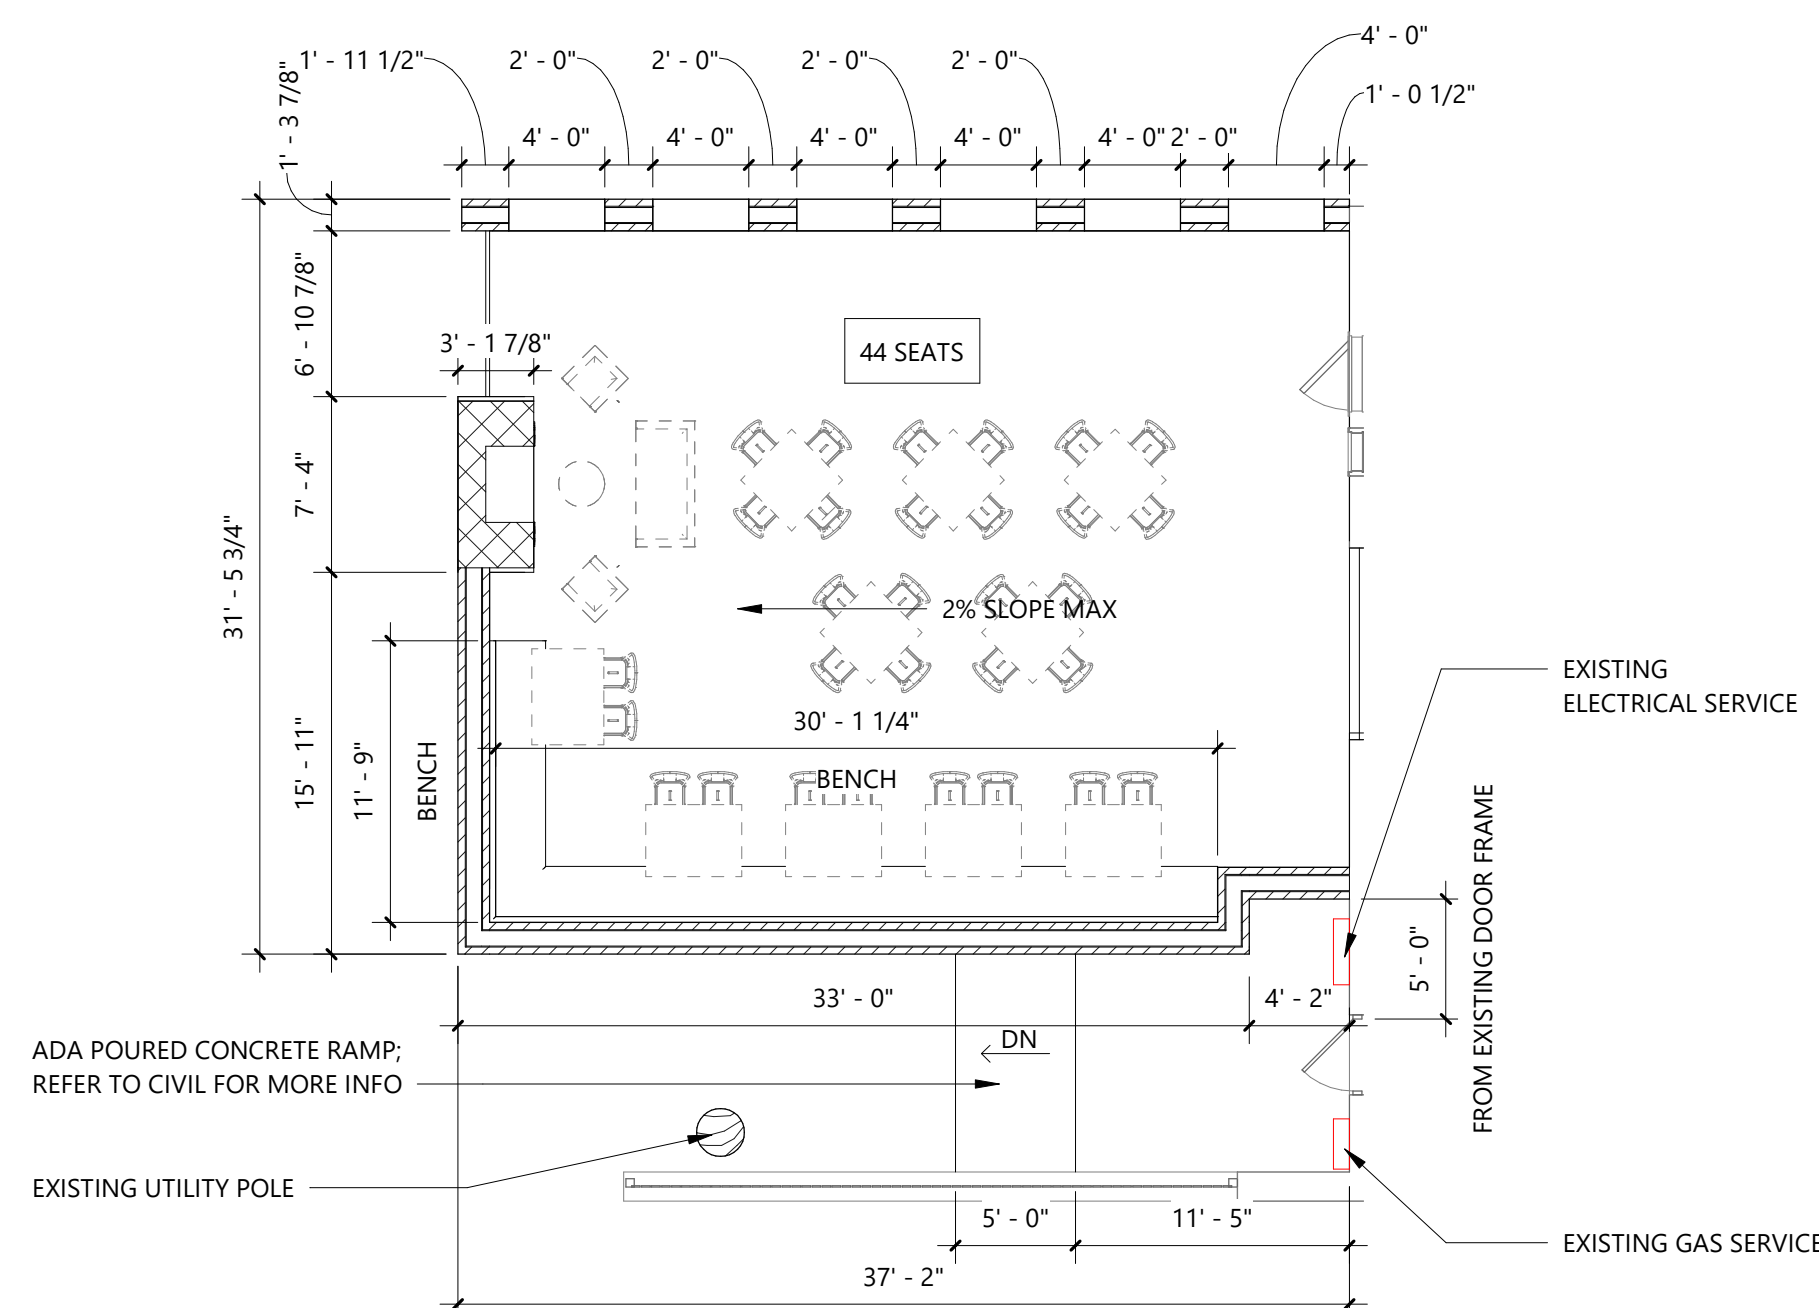 4' - 0"
1' - 11 1/2"
2' - 0"
2' - 0"
2' - 0"
2' - 0"
1' - 0 1/2"
1' - 3 7/8"
4' - 0"
4' - 0"
4' - 0"
4' - 0"
4' - 0"
2' - 0"
6' - 10 7/8"
3' - 1 7/8"
44 SEATS
7' - 4"
31' - 5 3/4"
2% SLOPE MAX
EXISTING
ELECTRICAL SERVICE
30' - 1 1/4"
15' - 11"
11' - 9"
BENCH
BENCH
FROM EXISTING DOOR FRAME
5' - 0"
33' - 0"
4' - 2"
DN
ADA POURED CONCRETE RAMP;
REFER TO CIVIL FOR MORE INFO
EXISTING UTILITY POLE
5' - 0"
11' - 5"
EXISTING GAS SERVICE
37' - 2"